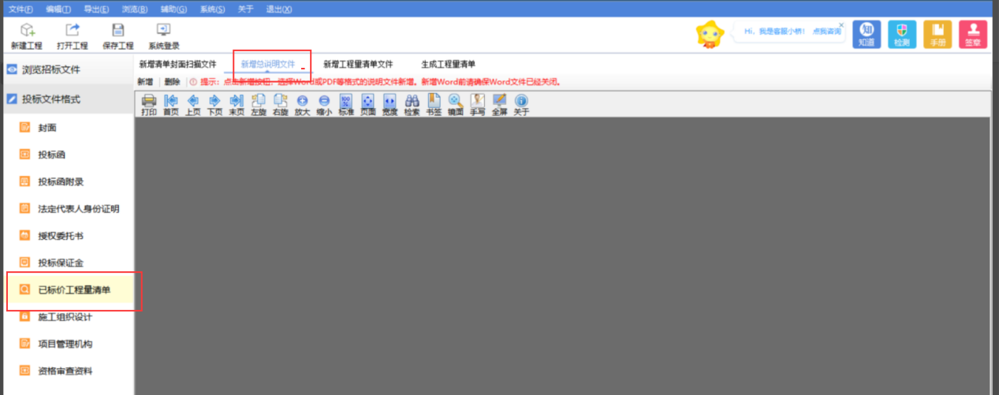 文件(F) 编辑(T) 导出(E) 浏览(B) 辅助(G) 系统(S) 关于 退出(X)
新建工程 打开工程 保存工程 系统登录
Hi，我是客服小桥！ 点我咨询
知道 检测 手册 签章
浏览招标文件
投标文件格式
封面
投标函
投标函附录
法定代表人身份证明
授权委托书
投标保证金
已标价工程量清单
施工组织设计
项目管理机构
资格审查资料
新增清单封面扫描文件 新增总说明文件 新增工程量清单文件 生成工程量清单
新增 删除 提示：点击新增按钮，选择Word或PDF等格式的说明文件新增。新增Word前请确保Word文件已经关闭。
打印 首页 上页 下页 末页 左旋 右旋 放大 缩小 标准 页面 宽度 检索 书签 镜面 手写 全屏 关于